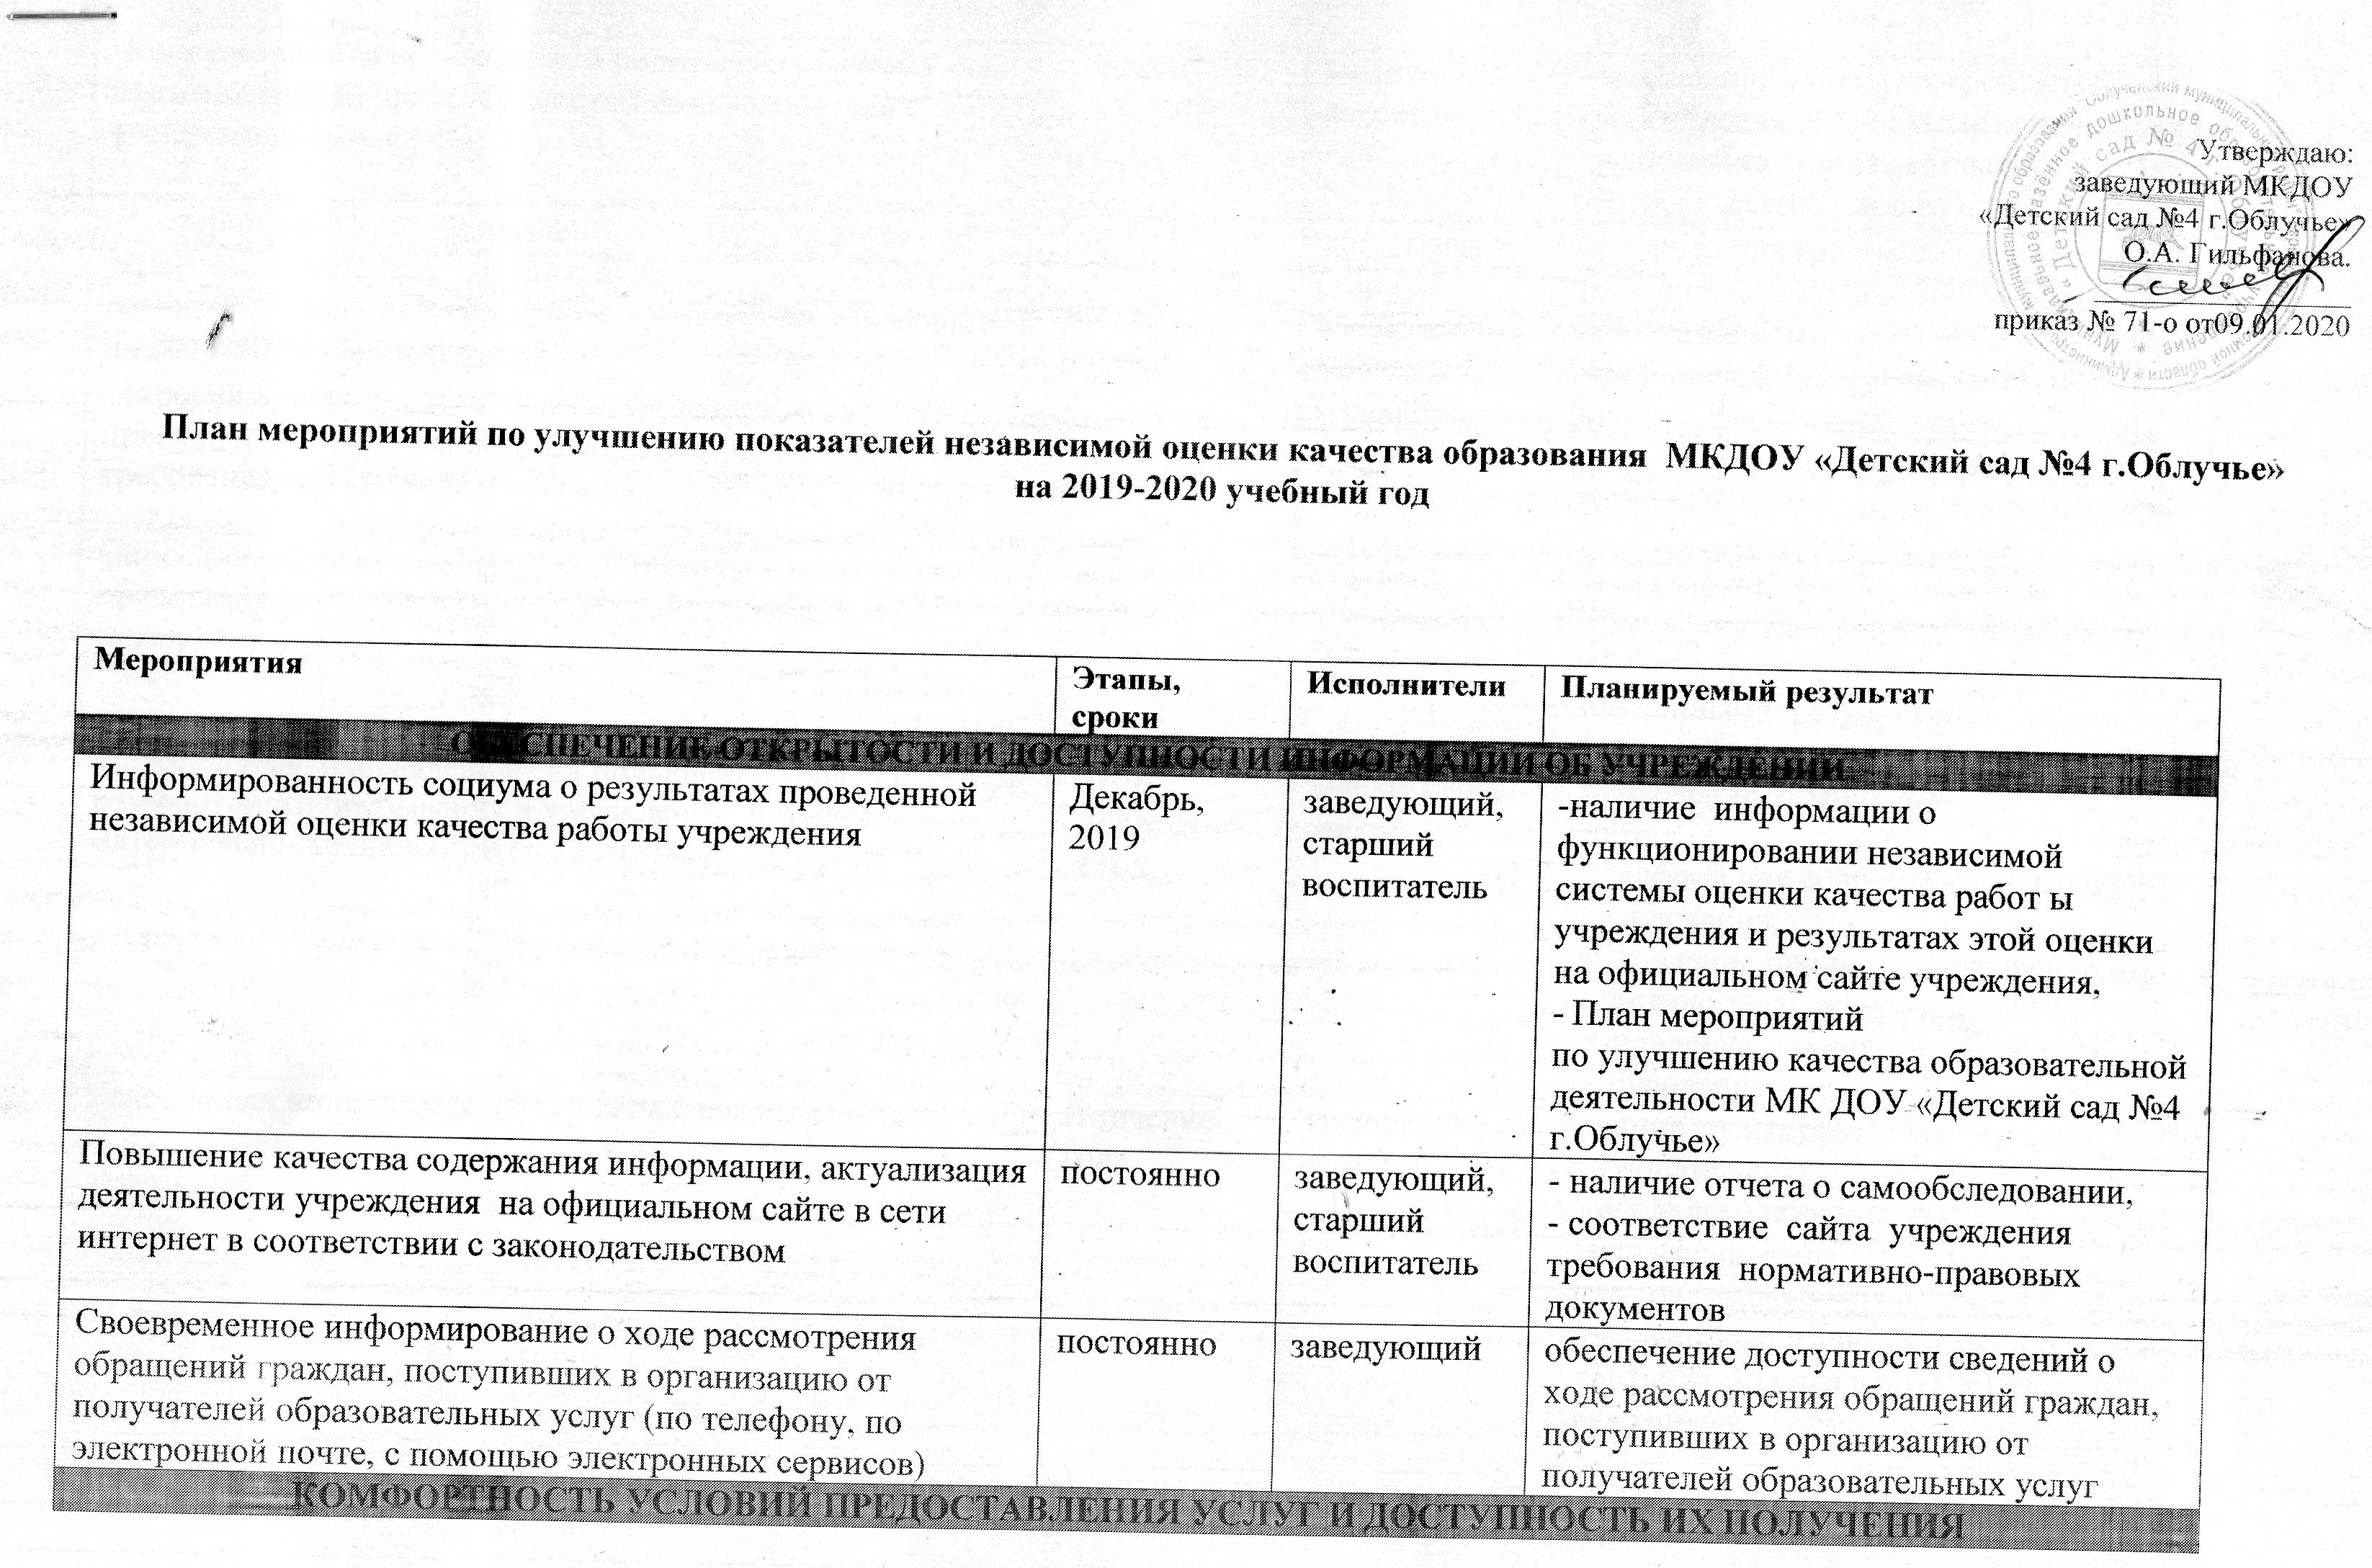 Утверждаю:
заведующий МКДОУ
«Детский сад №4 г.Облучье»
О.А. Гильфанова.
приказ № 71-о от09.01.2020
План мероприятий по улучшению показателей независимой оценки качества образования  МКДОУ «Детский сад №4 г.Облучье»
на 2019-2020 учебный год
Мероприятия
Этапы,
сроки
Исполнители
Планируемый результат
ОБЕСПЕЧЕНИЕ ОТКРЫТОСТИ И ДОСТУПНОСТИ ИНФОРМАЦИИ ОБ УЧРЕЖДЕНИИ
Информированность социума о результатах проведенной
независимой оценки качества работы учреждения
Декабрь,
2019
заведующий,
старший
воспитатель
-наличие  информации о
функционировании независимой
системы оценки качества работ ы
учреждения и результатах этой оценки
на официальном сайте учреждения,
- План мероприятий
по улучшению качества образовательной
деятельности МК ДОУ «Детский сад №4
г.Облучье»
Повышение качества содержания информации, актуализация
деятельности учреждения  на официальном сайте в сети
интернет в соответствии с законодательством
постоянно
заведующий,
старший
воспитатель
- наличие отчета о самообследовании,
- соответствие  сайта  учреждения
требования  нормативно-правовых
документов
Своевременное информирование о ходе рассмотрения
обращений граждан, поступивших в организацию от
получателей образовательных услуг (по телефону, по
электронной почте, с помощью электронных сервисов)
постоянно
заведующий
обеспечение доступности сведений о
ходе рассмотрения обращений граждан,
поступивших в организацию от
получателей образовательных услуг
КОМФОРТНОСТЬ УСЛОВИЙ ПРЕДОСТАВЛЕНИЯ УСЛУГ И ДОСТУПНОСТЬ ИХ ПОЛУЧЕНИЯ